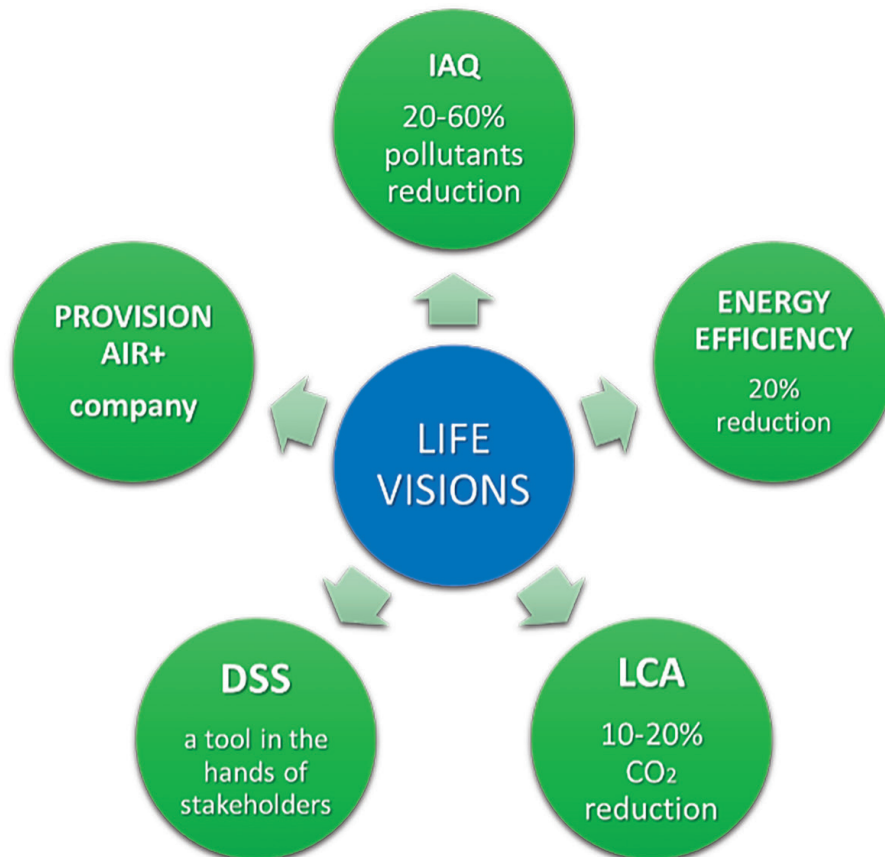 IAQ
20-60%
pollutants
reduction
PROVISION
AIR+
company
ENERGY
EFFICIENCY
20%
reduction
LIFE
VISIONS
DSS
a tool in the
hands of
stakeholders
LCA
10-20%
CO₂
reduction